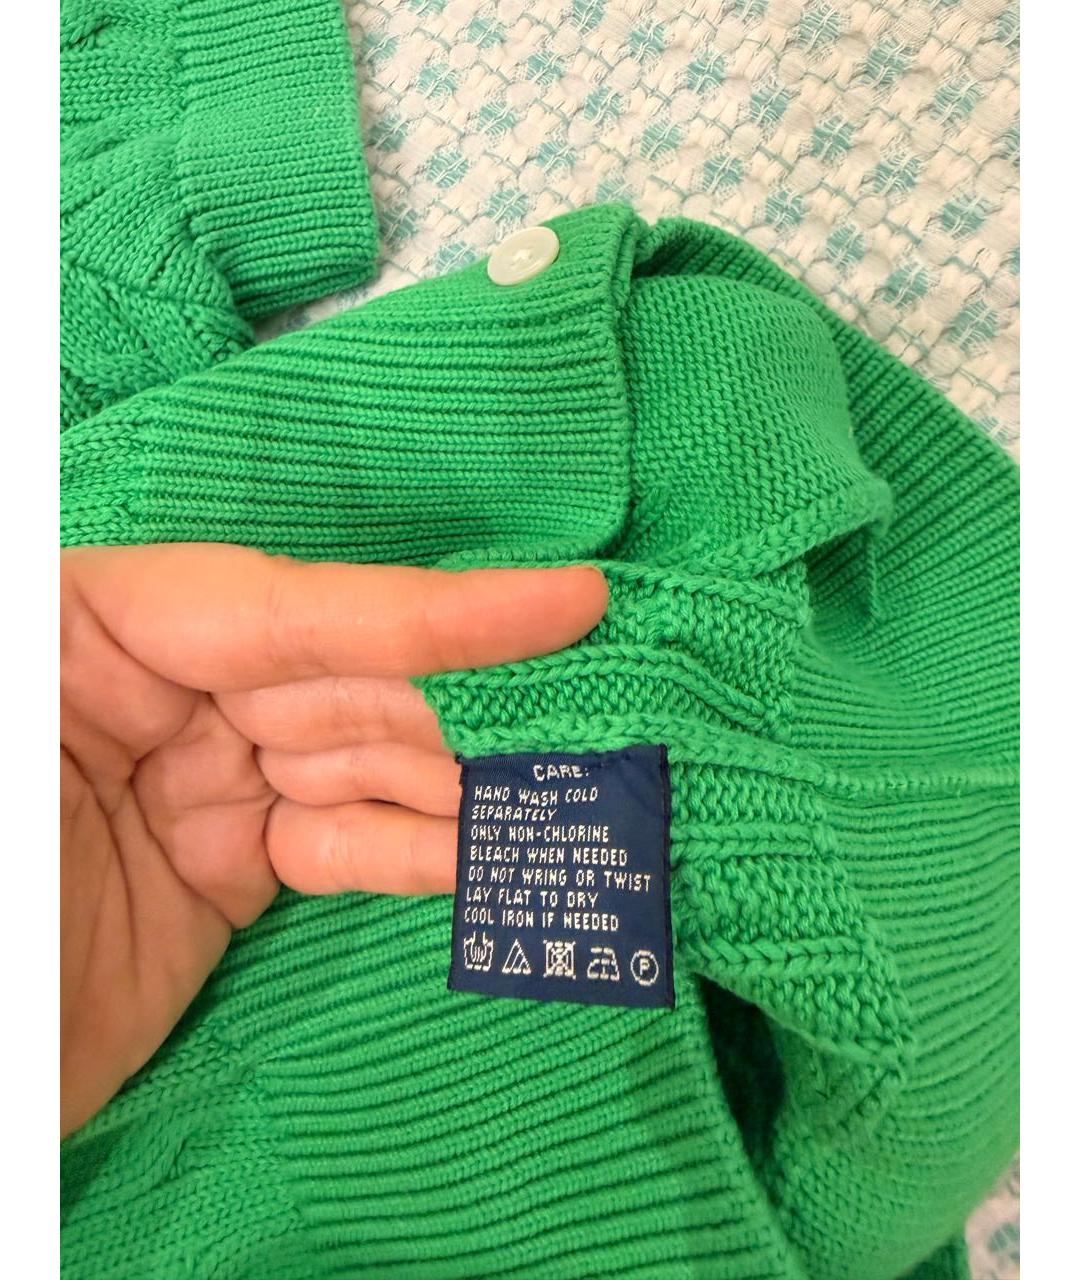 CARE:
HAND WASH COLD
SEPARATELY
ONLY NON-CHLORINE
BLEACH WHEN NEEDED
DO NOT WRING OR TWIST
LAY FLAT TO DRY
COOL IRON IF NEEDED
P